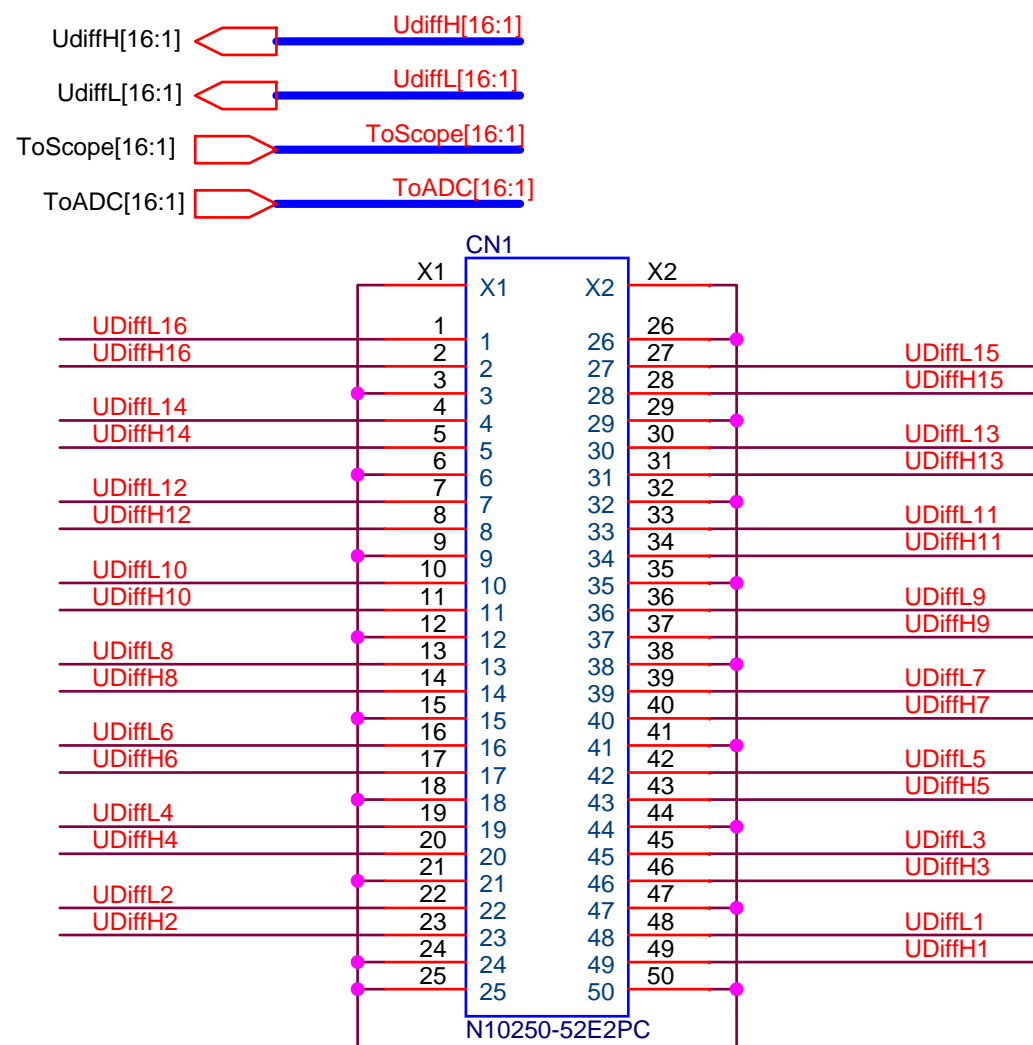 UdiffH[16:1] UdiffH[16:1]
UdiffL[16:1] UdiffL[16:1]
ToScope[16:1] ToScope[16:1]
ToADC[16:1] ToADC[16:1]
CN1
X1 X1 X2 X2
UDiffL16 1 1 26 26
UDiffH16 2 2 27 27 UDiffL15
3 3 28 28 UDiffH15
UDiffL14 4 4 29 29
UDiffH14 5 5 30 30 UDiffL13
6 6 31 31 UDiffH13
UDiffL12 7 7 32 32
UDiffH12 8 8 33 33 UDiffL11
9 9 34 34 UDiffH11
UDiffL10 10 10 35 35
UDiffH10 11 11 36 36 UDiffL9
12 12 37 37 UDiffH9
UDiffL8 13 13 38 38
UDiffH8 14 14 39 39 UDiffL7
15 15 40 40 UDiffH7
UDiffL6 16 16 41 41
UDiffH6 17 17 42 42 UDiffL5
18 18 43 43 UDiffH5
UDiffL4 19 19 44 44
UDiffH4 20 20 45 45 UDiffL3
21 21 46 46 UDiffH3
UDiffL2 22 22 47 47
UDiffH2 23 23 48 48 UDiffL1
24 24 49 49 UDiffH1
25 25 50 50
N10250-52E2PC